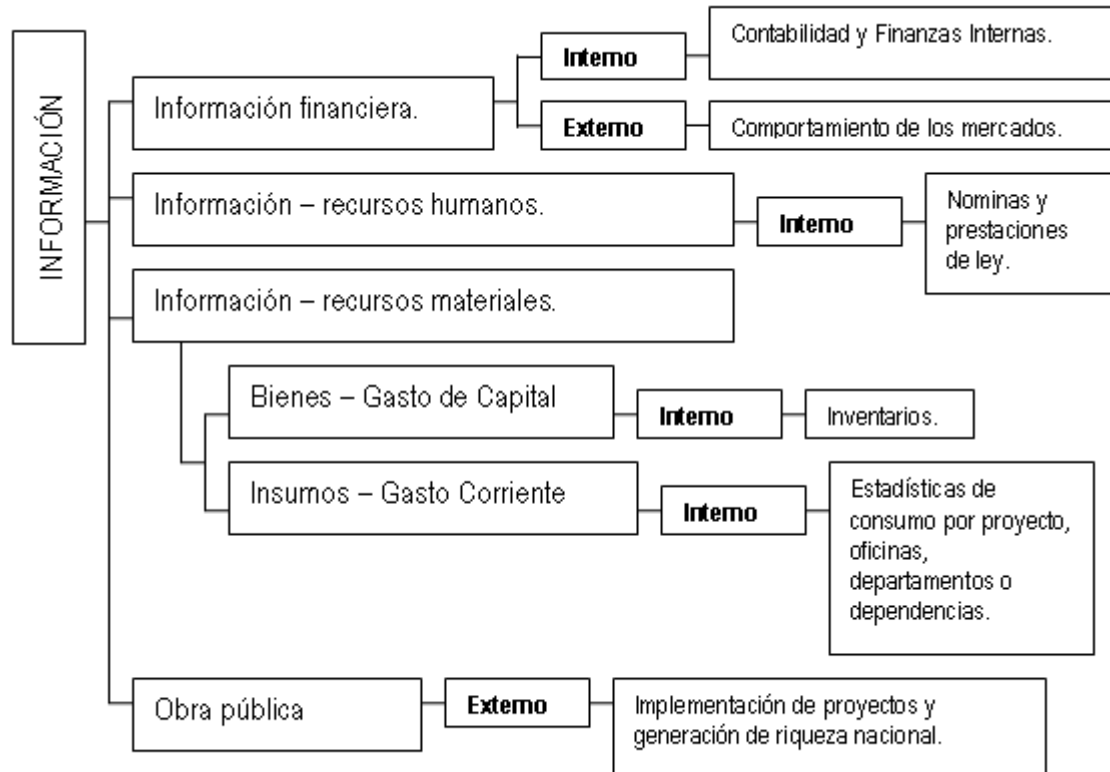 INFORMACIÓN
Información financiera.
Interno
Contabilidad y Finanzas Internas.
Externo
Comportamiento de los mercados.
Información – recursos humanos.
Interno
Nominas y
prestaciones
de ley.
Información – recursos materiales.
Bienes – Gasto de Capital
Interno
Inventarios.
Insumos – Gasto Corriente
Interno
Estadísticas de
consumo por proyecto,
oficinas,
departamentos o
dependencias.
Obra pública
Externo
Implementación de proyectos y
generación de riqueza nacional.